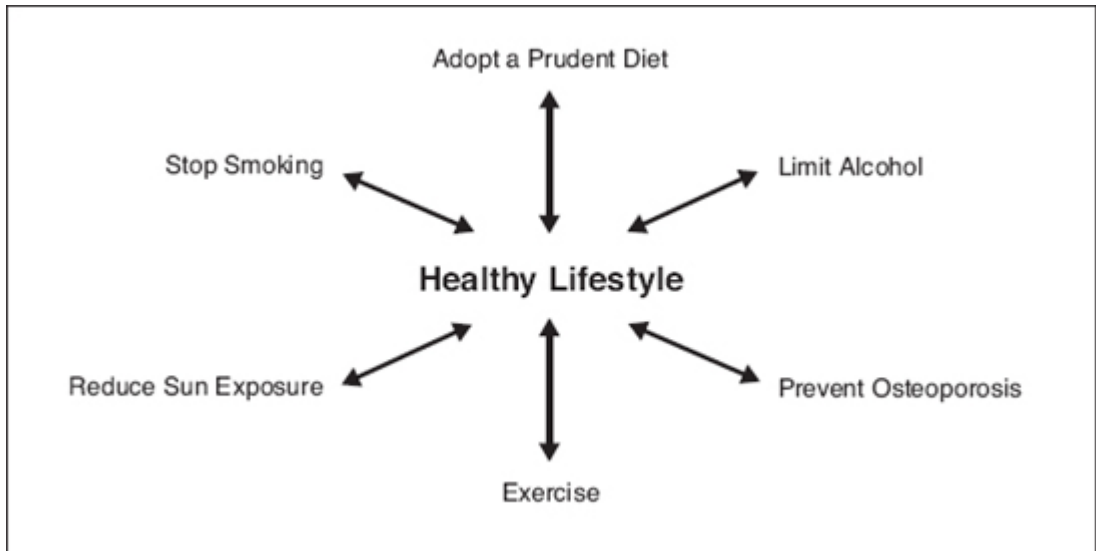 Adopt a Prudent Diet
Stop Smoking
Limit Alcohol
Healthy Lifestyle
Reduce Sun Exposure
Prevent Osteoporosis
Exercise